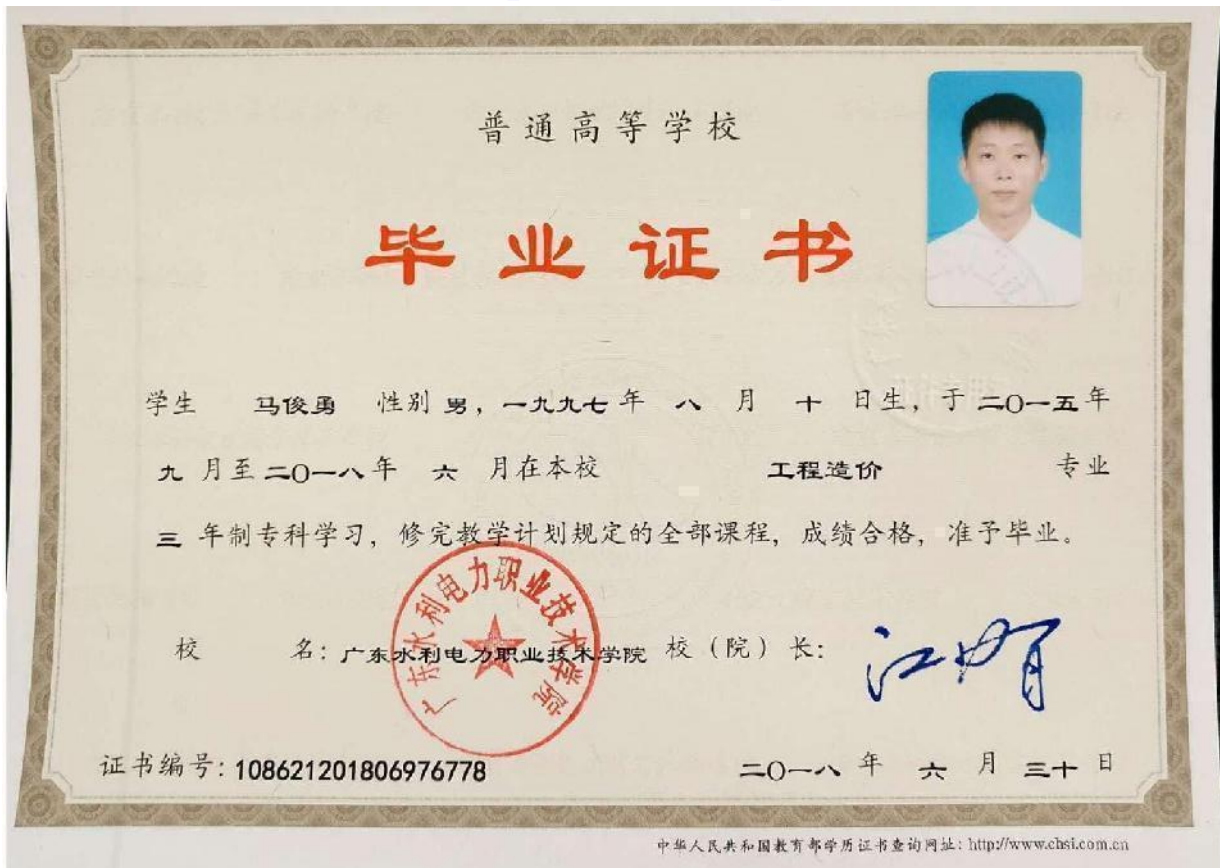 普通高等学校
毕业证书
学生 马俊勇 性别 男，一九九七 年 八 月 十 日生，于 二〇一五 年
九 月至 二〇一八 年 六 月在本校 工程造价 专业
三 年制专科学习，修完教学计划规定的全部课程，成绩合格，准予毕业。
广东水利电力职业技术学院
校 名：广东水利电力职业技术学院 校（院）长：
证书编号：108621201806976778 二〇一八 年 六 月 三十 日
中华人民共和国教育部学历证书查询网址：http://www.chsi.com.cn